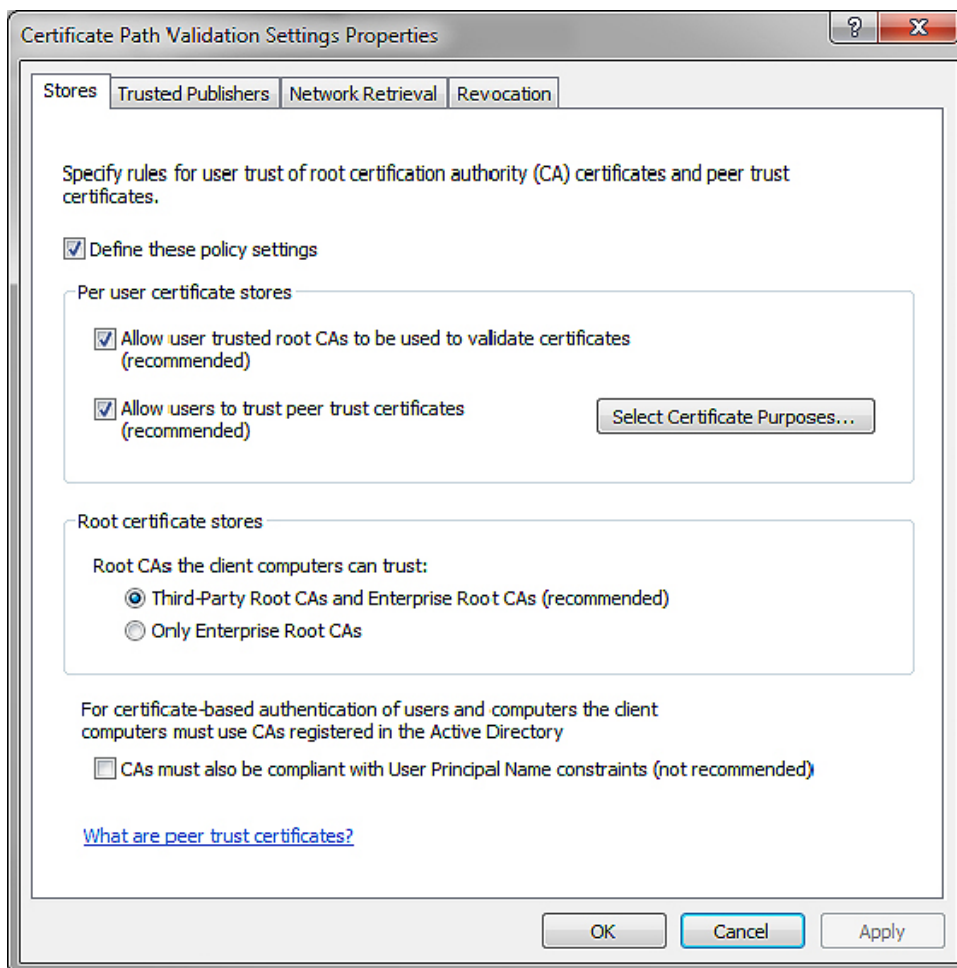 Certificate Path Validation Settings Properties
Stores
Trusted Publishers
Network Retrieval
Revocation
Specify rules for user trust of root certification authority (CA) certificates and peer trust
certificates.
Define these policy settings
Per user certificate stores
Allow user trusted root CAs to be used to validate certificates
(recommended)
Allow users to trust peer trust certificates
(recommended)
Select Certificate Purposes...
Root certificate stores
Root CAs the client computers can trust:
Third-Party Root CAs and Enterprise Root CAs (recommended)
Only Enterprise Root CAs
For certificate-based authentication of users and computers the client
computers must use CAs registered in the Active Directory
CAs must also be compliant with User Principal Name constraints (not recommended)
What are peer trust certificates?
OK
Cancel
Apply